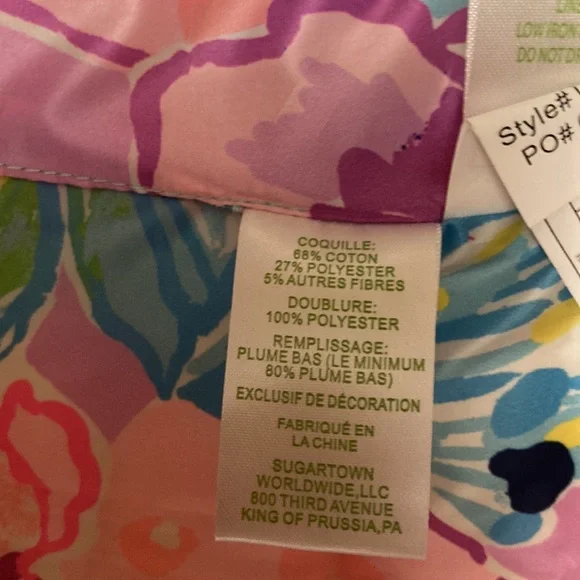 LOW IRON
DO NOT DR
Style#
PO#
COQUILLE:
68% COTON
27% POLYESTER
5% AUTRES FIBRES
DOUBLURE:
100% POLYESTER
REMPLISSAGE:
PLUME BAS (LE MINIMUM
80% PLUME BAS)
EXCLUSIF DE DÉCORATION
FABRIQUÉ EN
LA CHINE
SUGARTOWN
WORLDWIDE,LLC
800 THIRD AVENUE
KING OF PRUSSIA,PA